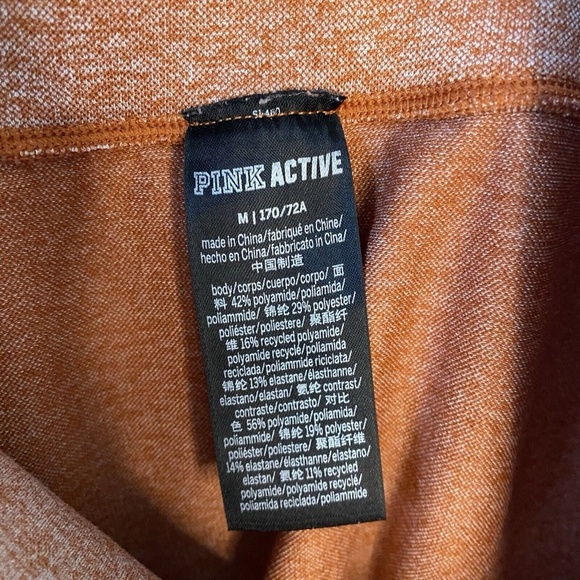 PINK ACTIVE
M | 170/72A
made in China/fabriqué en Chine/
hecho en China/fabbricato in Cina/
中国制造
body/corps/cuerpo/corpo/ 面
料 42% polyamide/poliamida/
poliammide/ 锦纶 29% polyester/
poliéster/poliestere/ 聚酯纤
维 16% recycled polyamide/
polyamide recyclé/poliamida
reciclada/poliammide riciclata/
锦纶 13% elastane/élasthanne/
elastano/elastan/ 氨纶 contrast/
contraste/contrasto/ 对比
色 56% polyamide/poliamida/
poliammide/ 锦纶 19% polyester/
poliéster/poliestere/ 聚酯纤维
14% elastane/élasthanne/elastano/
elastan/ 氨纶 11% recycled
polyamide/polyamide recyclé/
poliamida reciclada/poliammide